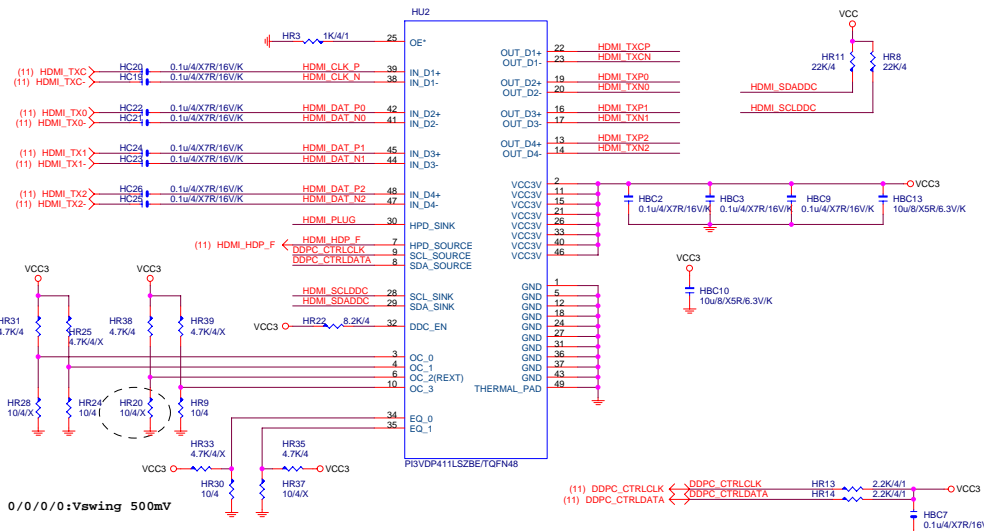 HU2
HR3 1K/4/1 25 OE*
(11) HDMI_TXC HC20 0.1u/4/X7R/16V/K HDMI_CLK_P 39 IN_D1+
(11) HDMI_TXC- HC19 0.1u/4/X7R/16V/K HDMI_CLK_N 38 IN_D1-
(11) HDMI_TX0 HC22 0.1u/4/X7R/16V/K HDMI_DAT_P0 42 IN_D2+
(11) HDMI_TX0- HC21 0.1u/4/X7R/16V/K HDMI_DAT_N0 41 IN_D2-
(11) HDMI_TX1 HC24 0.1u/4/X7R/16V/K HDMI_DAT_P1 45 IN_D3+
(11) HDMI_TX1- HC23 0.1u/4/X7R/16V/K HDMI_DAT_N1 44 IN_D3-
(11) HDMI_TX2 HC26 0.1u/4/X7R/16V/K HDMI_DAT_P2 48 IN_D4+
(11) HDMI_TX2- HC25 0.1u/4/X7R/16V/K HDMI_DAT_N2 47 IN_D4-
HDMI_PLUG 30 HPD_SINK
(11) HDMI_HDP_F HDMI_HDP_F 7 HPD_SOURCE
DDPC_CTRLCLK 9 SCL_SOURCE
DDPC_CTRLDATA 8 SDA_SOURCE
HDMI_SCLDDC 28 SCL_SINK
HDMI_SDADDC 29 SDA_SINK
VCC3 HR22 8.2K/4 32 DDC_EN
3 OC_0
4 OC_1
6 OC_2(REXT)
10 OC_3
34 EQ_0
35 EQ_1
PI3VDP411LSZBE/TQFN48
OUT_D1+ 22 HDMI_TXCP
OUT_D1- 23 HDMI_TXCN
OUT_D2+ 19 HDMI_TXP0
OUT_D2- 20 HDMI_TXN0
OUT_D3+ 16 HDMI_TXP1
OUT_D3- 17 HDMI_TXN1
OUT_D4+ 13 HDMI_TXP2
OUT_D4- 14 HDMI_TXN2
VCC3V 2
VCC3V 11
VCC3V 15
VCC3V 21
VCC3V 26
VCC3V 33
VCC3V 40
VCC3V 46
GND 1
GND 5
GND 12
GND 18
GND 24
GND 27
GND 31
GND 36
GND 37
GND 43
THERMAL_PAD 49
VCC
HR11 22K/4
HR8 22K/4
HDMI_SDADDC
HDMI_SCLDDC
VCC3
HBC2 0.1u/4/X7R/16V/K
HBC3 0.1u/4/X7R/16V/K
HBC9 0.1u/4/X7R/16V/K
HBC13 10u/8/X5R/6.3V/K
VCC3
HBC10
10u/8/X5R/6.3V/K
VCC3 VCC3
HR31 4.7K/4
HR25 4.7K/4/X
HR38 4.7K/4
HR39 4.7K/4/X
HR28 10/4/X
HR24 10/4
HR20 10/4/X
HR9 10/4
VCC3 HR33 4.7K/4/X
HR35 4.7K/4 VCC3
HR30 10/4
HR37 10/4/X
0/0/0/0:Vswing 500mV
(11) DDPC_CTRLCLK DDPC_CTRLCLK HR13 2.2K/4/1 VCC3
(11) DDPC_CTRLDATA DDPC_CTRLDATA HR14 2.2K/4/1
HBC7
0.1u/4/X7R/16V